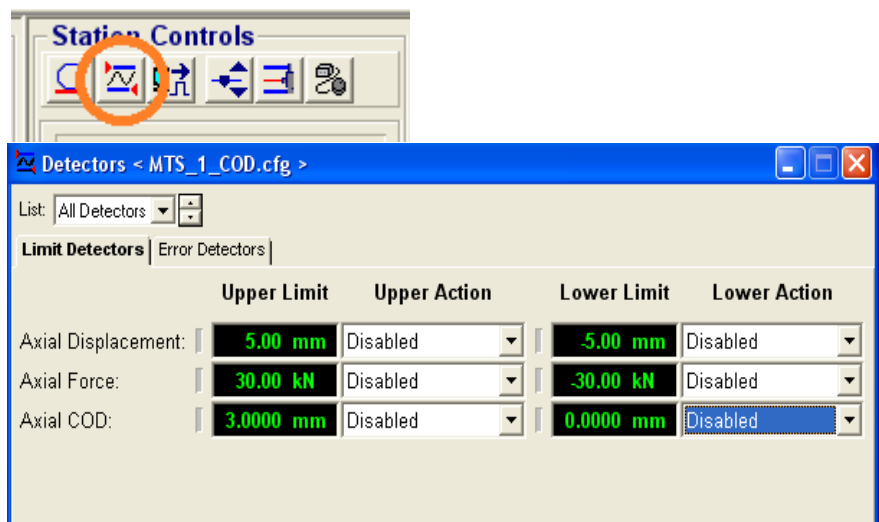 Station Controls
Detectors < MTS_1_COD.cfg >
List: All Detectors
Limit Detectors Error Detectors
Upper Limit Upper Action Lower Limit Lower Action
Axial Displacement: 5.00 mm Disabled -5.00 mm Disabled
Axial Force: 30.00 kN Disabled -30.00 kN Disabled
Axial COD: 3.0000 mm Disabled 0.0000 mm Disabled